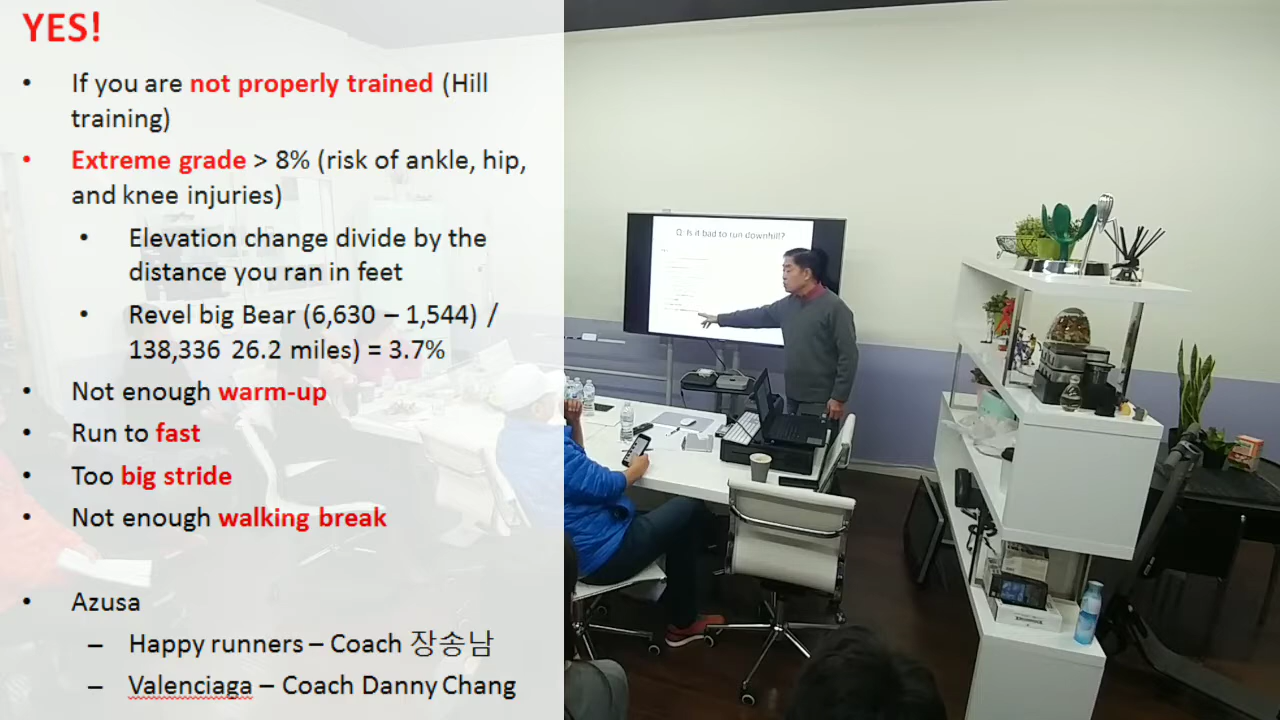 YES!
• If you are not properly trained (Hill
training)
• Extreme grade > 8% (risk of ankle, hip,
and knee injuries)
• Elevation change divide by the
distance you ran in feet
• Revel big Bear (6,630 – 1,544) /
138,336 26.2 miles) = 3.7%
• Not enough warm-up
• Run to fast
• Too big stride
• Not enough walking break
• Azusa
– Happy runners – Coach 장송남
– Valenciaga – Coach Danny Chang
Q: Is it bad to run downhill?